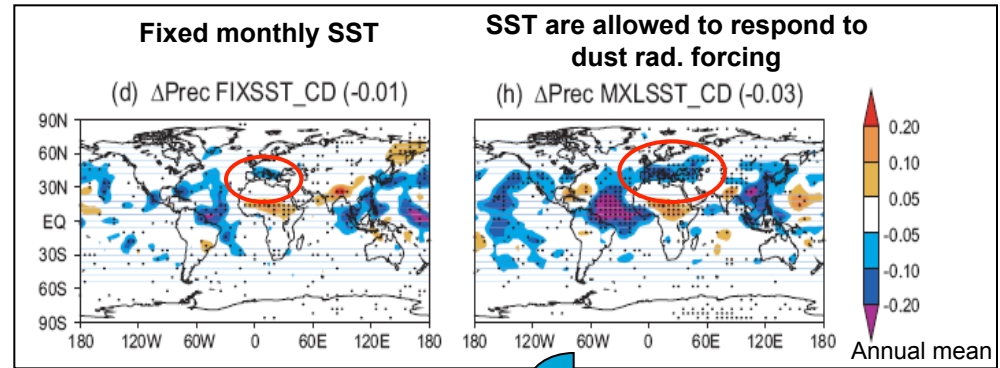 Fixed monthly SST
SST are allowed to respond to
dust rad. forcing
(d) ΔPrec FIXSST_CD (-0.01)
(h) ΔPrec MXLSST_CD (-0.03)
90N
60N
30N
EQ
30S
60S
90S
180 120W 60W 0 60E 120E 180
180 120W 60W 0 60E 120E 180
0.20
0.10
0.05
-0.05
-0.10
-0.20
Annual mean